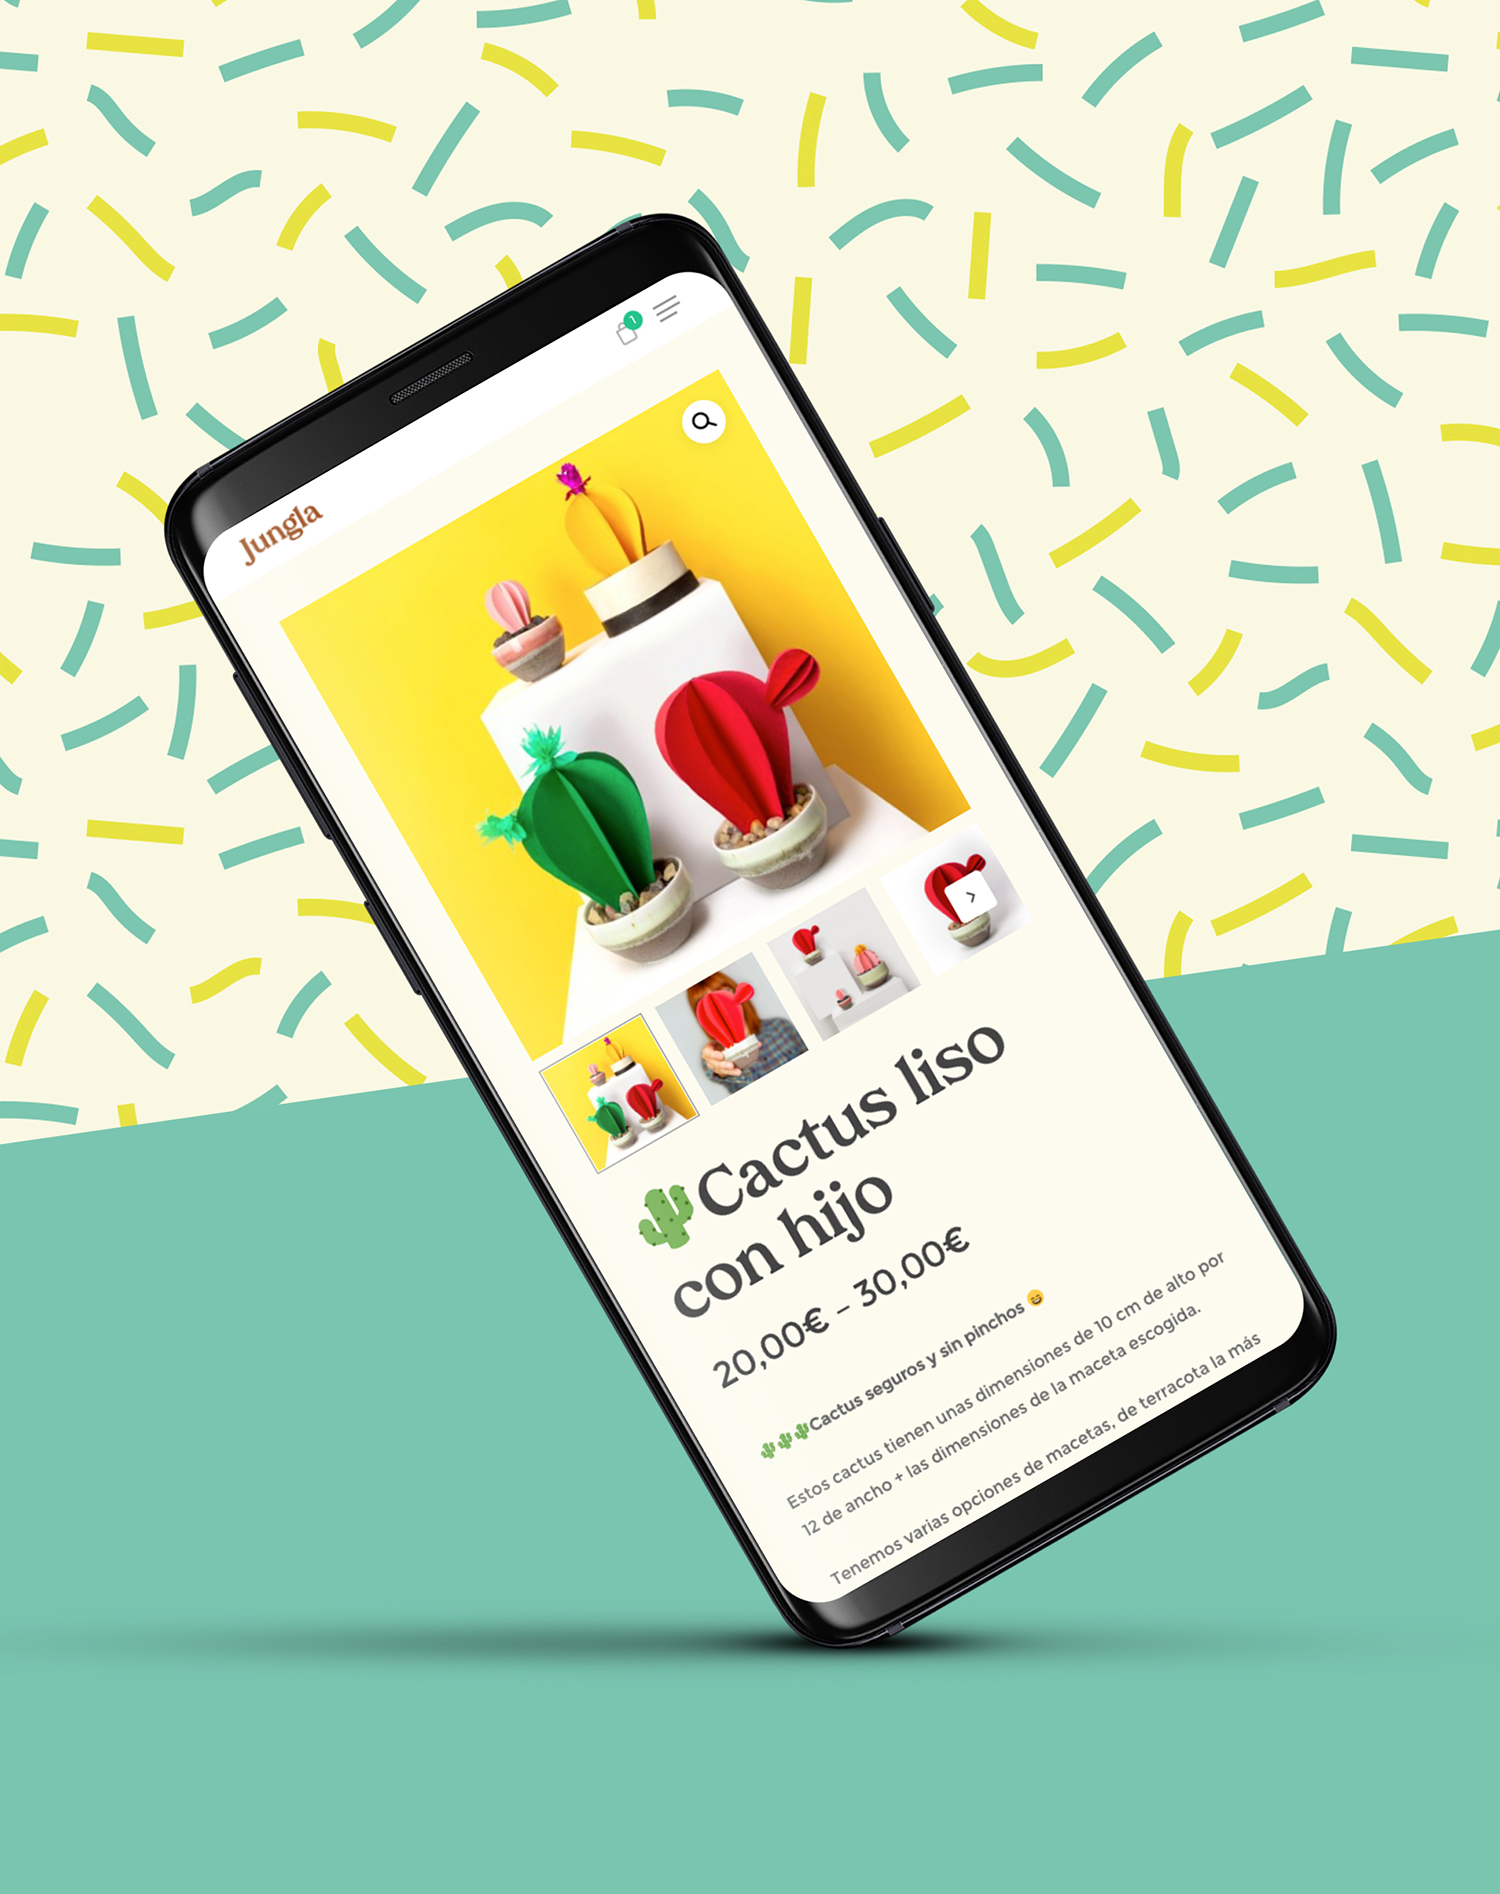 Jungla
1
🌵Cactus liso
con hijo
20,00€ – 30,00€
🌵🌵🌵Cactus seguros y sin pinchos 😄
Estos cactus tienen unas dimensiones de 10 cm de alto por
12 de ancho + las dimensiones de la maceta escogida.
Tenemos varias opciones de macetas, de terracota la más